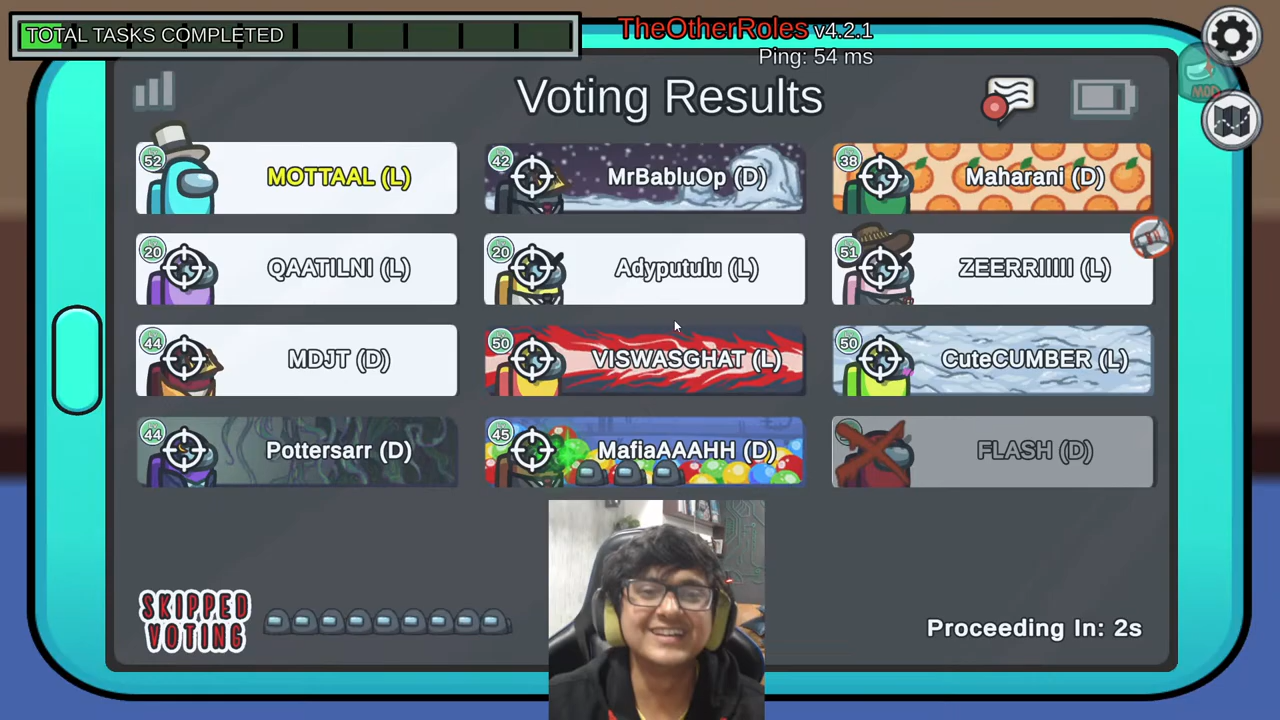 TOTAL TASKS COMPLETED
TheOtherRoles v4.2.1
Ping: 54 ms
Voting Results
MOD
52 MOTTAAL (L)
42 MrBabluOp (D)
38 Maharani (D)
20 QAATILNI (L)
20 Adyputulu (L)
51 ZEERRIIIII (L)
44 MDJT (D)
50 VISWASGHAT (L)
50 CuteCUMBER (L)
44 Pottersarr (D)
45 MafiaAAAHH (D)
FLASH (D)
SKIPPED
VOTING
Proceeding In: 2s